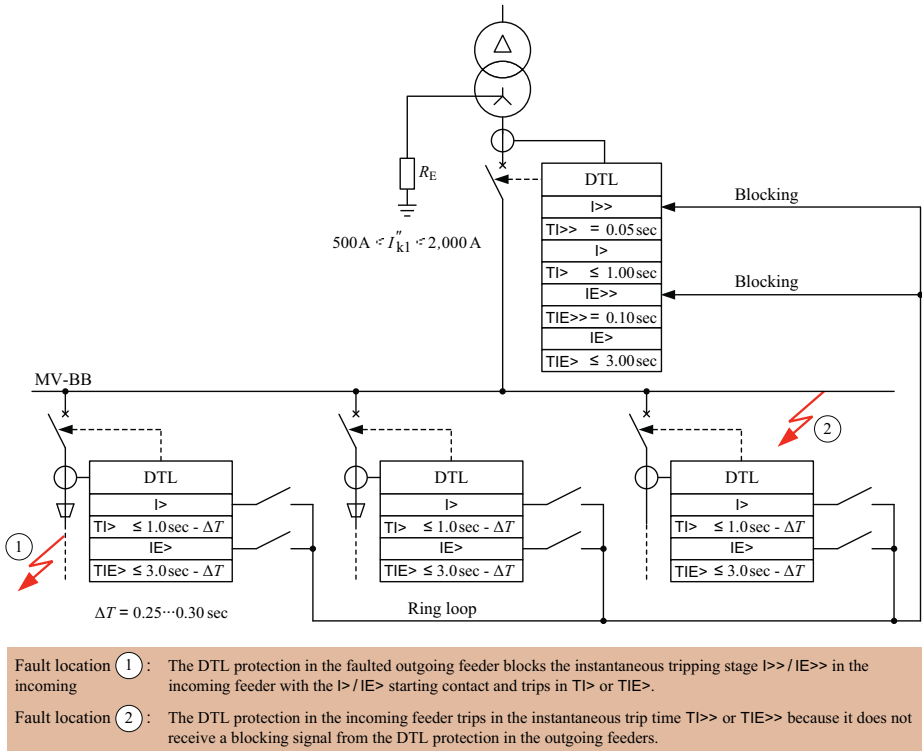 R_E
500A < I''_k1 < 2,000 A
DTL
I>>
TI>> = 0.05 sec
I>
TI> ≤ 1.00 sec
IE>>
TIE>> = 0.10 sec
IE>
TIE> ≤ 3.00 sec
Blocking
Blocking
MV-BB
2
DTL
I>
TI> ≤ 1.0 sec - ΔT
IE>
TIE> ≤ 3.0 sec - ΔT
DTL
I>
TI> ≤ 1.0 sec - ΔT
IE>
TIE> ≤ 3.0 sec - ΔT
DTL
I>
TI> ≤ 1.0 sec - ΔT
IE>
TIE> ≤ 3.0 sec - ΔT
1
ΔT = 0.25···0.30 sec
Ring loop
Fault location 1 : The DTL protection in the faulted outgoing feeder blocks the instantaneous tripping stage I>> / IE>> in the
incoming incoming feeder with the I> / IE> starting contact and trips in TI> or TIE>.
Fault location 2 : The DTL protection in the incoming feeder trips in the instantaneous trip time TI>> or TIE>> because it does not
receive a blocking signal from the DTL protection in the outgoing feeders.